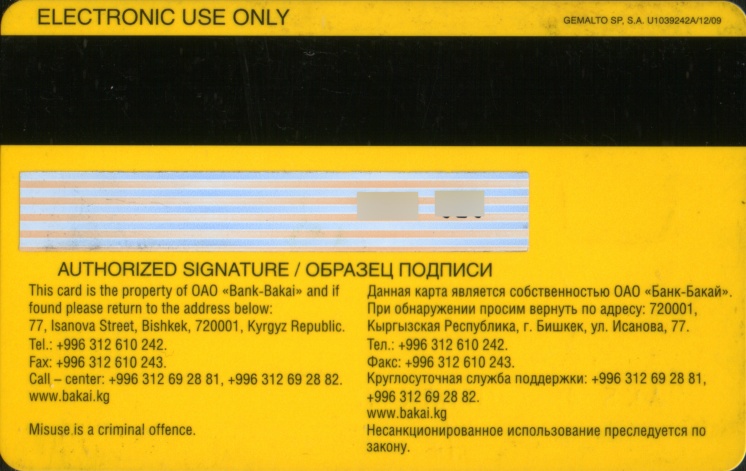 ELECTRONIC USE ONLY
GEMALTO SP, S.A. U1039242A/12/09
AUTHORIZED SIGNATURE / ОБРАЗЕЦ ПОДПИСИ
This card is the property of ОАО «Bank-Bakai» and if
found please return to the address below:
77, Isanova Street, Bishkek, 720001, Kyrgyz Republic.
Tel.: +996 312 610 242.
Fax: +996 312 610 243.
Call – center: +996 312 69 28 81, +996 312 69 28 82.
www.bakai.kg
Misuse is a criminal offence.
Данная карта является собственностью ОАО «Банк-Бакай».
При обнаружении просим вернуть по адресу: 720001,
Кыргызская Республика, г. Бишкек, ул. Исанова, 77.
Тел.: +996 312 610 242.
Факс: +996 312 610 243.
Круглосуточная служба поддержки: +996 312 69 28 81,
+996 312 69 28 82.
www.bakai.kg
Несанкционированное использование преследуется по
закону.